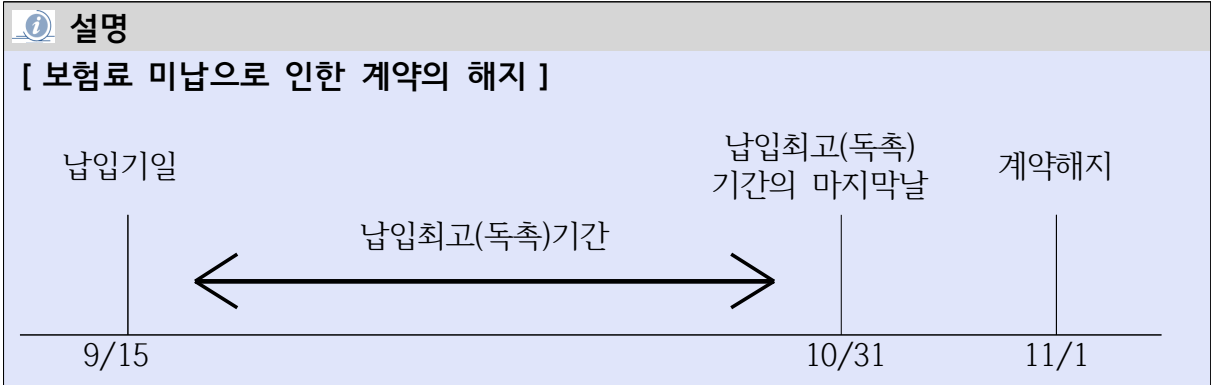 설명
[ 보험료 미납으로 인한 계약의 해지 ]
납입기일
납입최고(독촉)
기간의 마지막날
계약해지
납입최고(독촉)기간
9/15
10/31
11/1